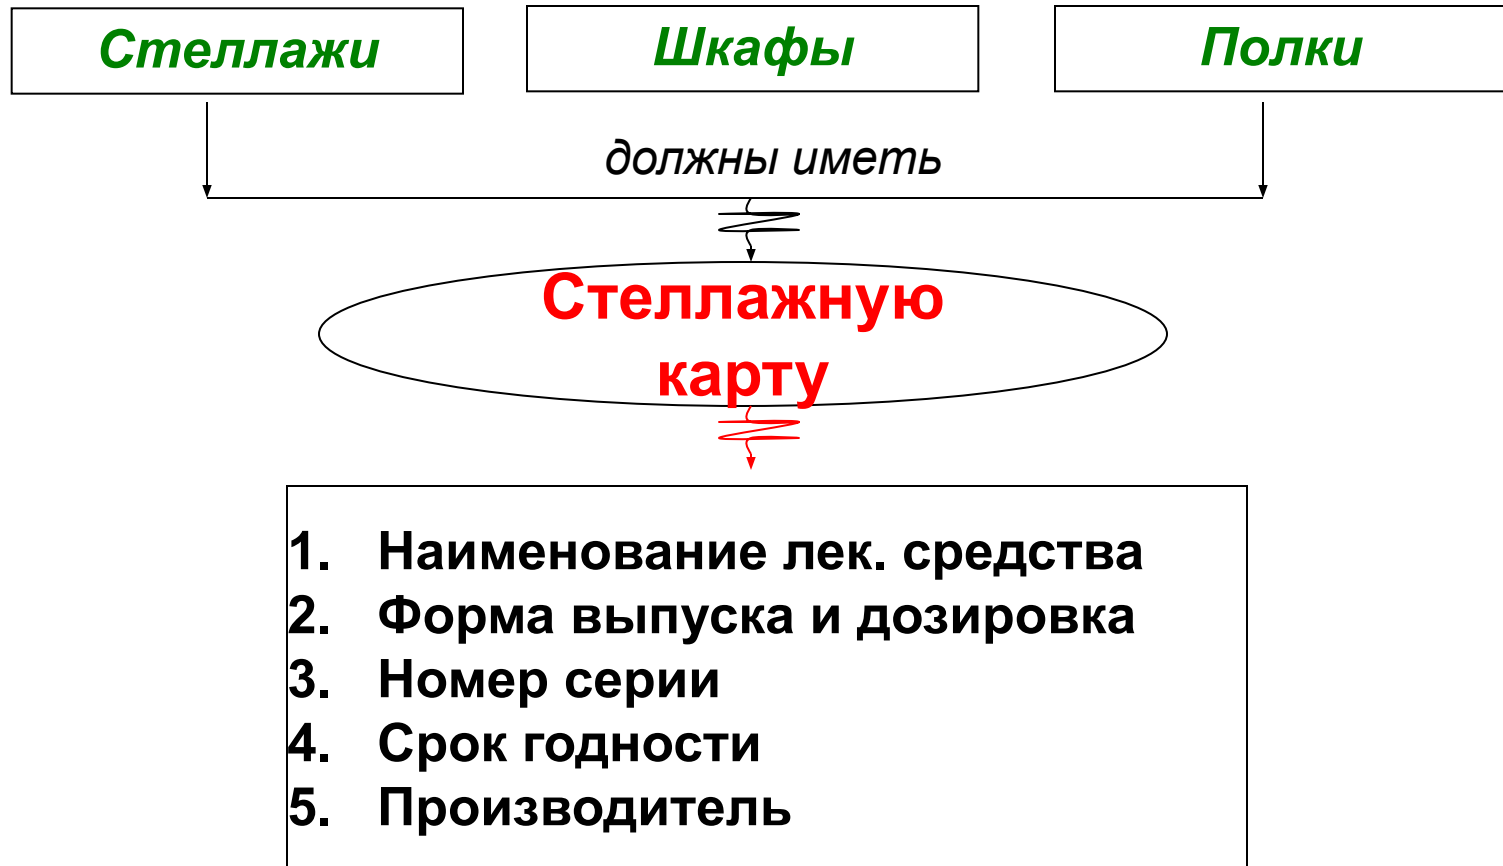 Стеллажи
Шкафы
Полки
должны иметь
Стеллажную
карту
1. Наименование лек. средства
2. Форма выпуска и дозировка
3. Номер серии
4. Срок годности
5. Производитель